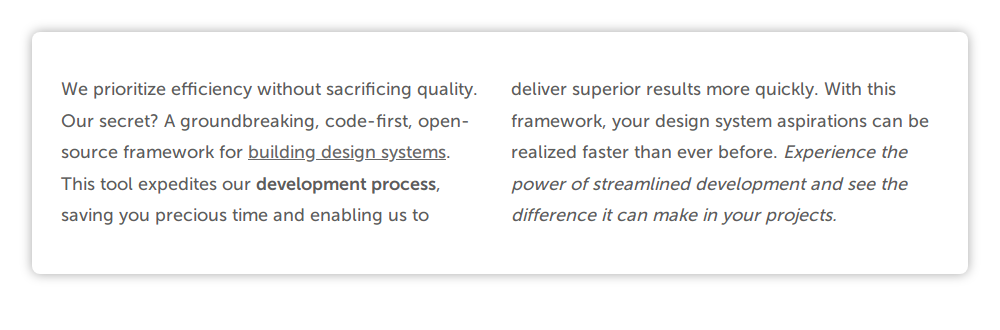 We prioritize efficiency without sacrificing quality.
Our secret? A groundbreaking, code-first, open-
source framework for building design systems.
This tool expedites our development process,
saving you precious time and enabling us to
deliver superior results more quickly. With this
framework, your design system aspirations can be
realized faster than ever before. Experience the
power of streamlined development and see the
difference it can make in your projects.